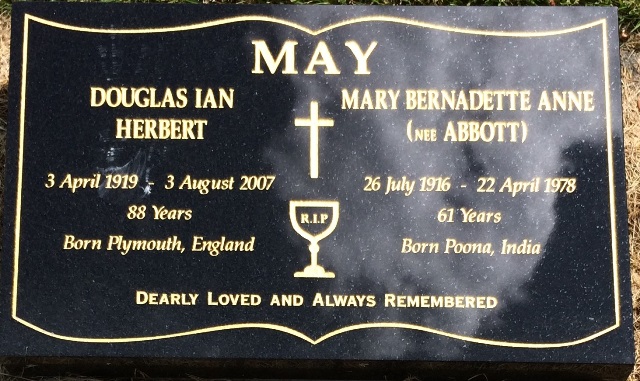 MAY
DOUGLAS IAN
HERBERT
3 April 1919 - 3 August 2007
88 Years
Born Plymouth, England
MARY BERNADETTE ANNE
(NEE ABBOTT)
26 July 1916 - 22 April 1978
61 Years
Born Poona, India
R.I.P
DEARLY LOVED AND ALWAYS REMEMBERED